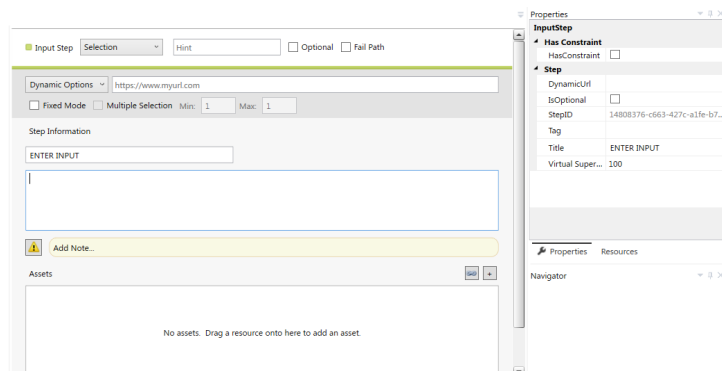 Input Step Selection Hint Optional Fail Path
Dynamic Options https://www.myurl.com
Fixed Mode Multiple Selection Min: 1 Max: 1
Step Information
ENTER INPUT
Add Note...
Assets
+
No assets. Drag a resource onto here to add an asset.
Properties
InputStep
Has Constraint
HasConstraint
Step
DynamicUrl
IsOptional
StepID 14808376-c663-427c-a1fe-b7...
Tag
Title ENTER INPUT
Virtual Super... 100
Properties Resources
Navigator